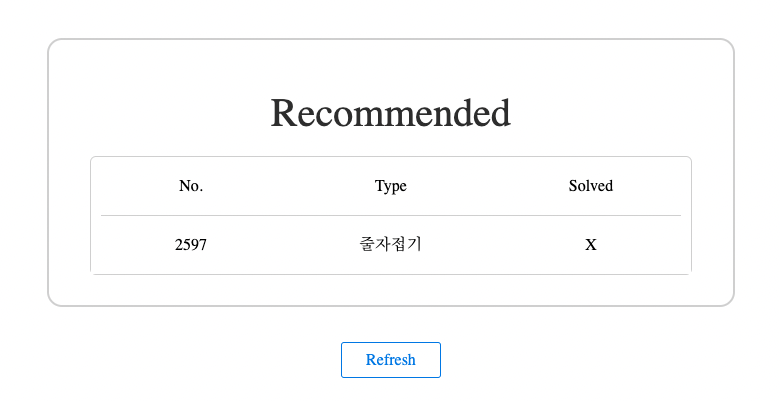 Recommended
No. Type Solved
2597 줄자접기 X
Refresh